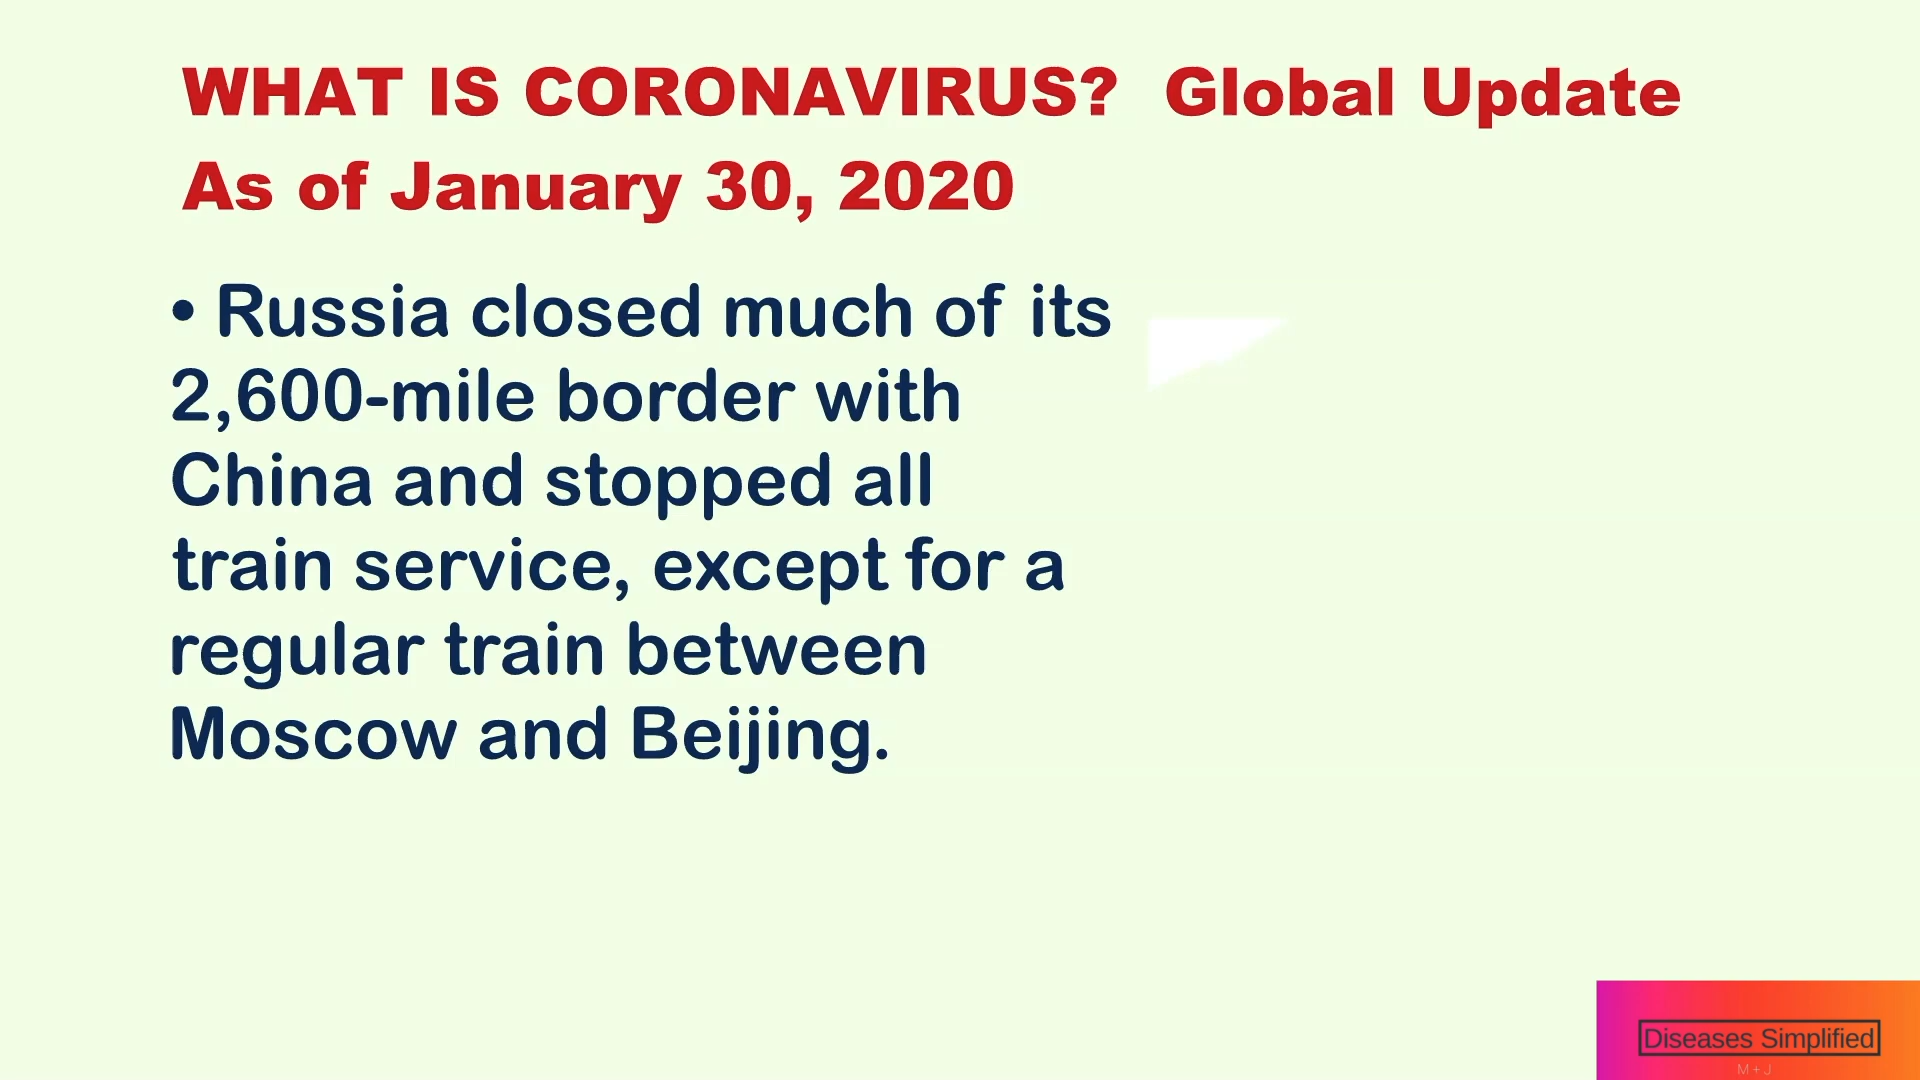 WHAT IS CORONAVIRUS? Global Update
As of January 30, 2020
• Russia closed much of its
2,600-mile border with
China and stopped all
train service, except for a
regular train between
Moscow and Beijing.
Diseases Simplified
M + J